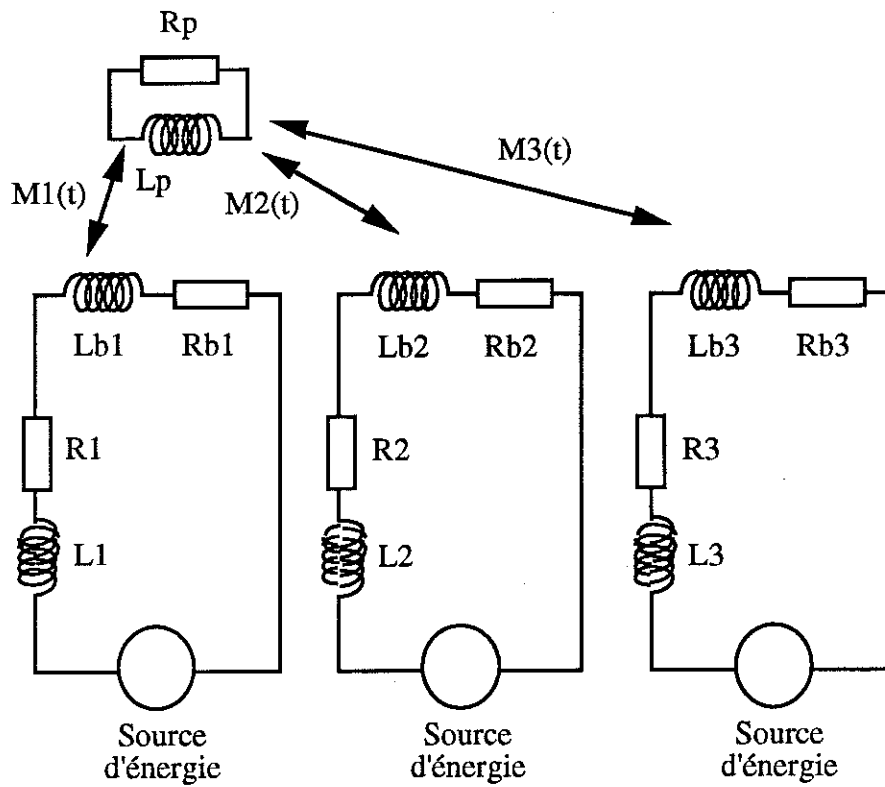 Rp
M3(t)
M1(t)
Lp
M2(t)
Lb1
Rb1
Lb2
Rb2
Lb3
Rb3
R1
R2
R3
L1
L2
L3
Source
d'énergie
Source
d'énergie
Source
d'énergie